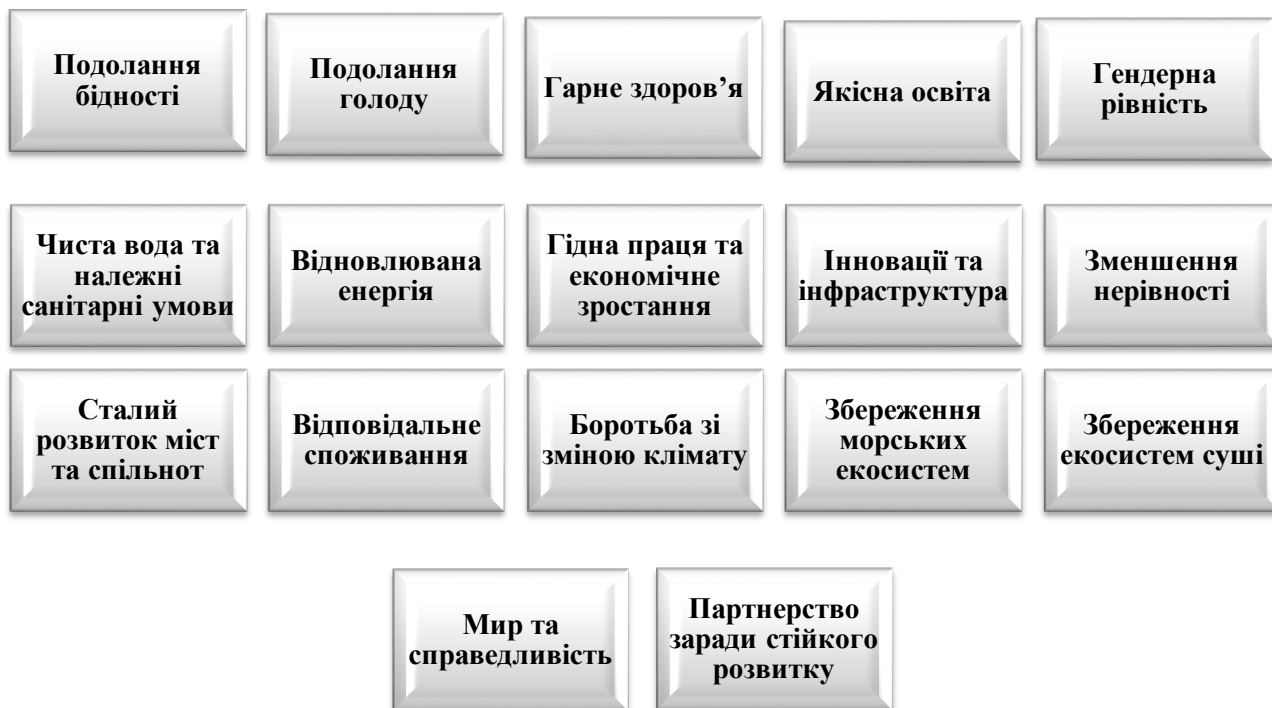 Подолання
бідності
Подолання
голоду
Гарне здоров’я
Якісна освіта
Гендерна
рівність
Чиста вода та
належні
санітарні умови
Відновлювана
енергія
Гідна праця та
економічне
зростання
Інновації та
інфраструктура
Зменшення
нерівності
Сталий
розвиток міст
та спільнот
Відповідальне
споживання
Боротьба зі
зміною клімату
Збереження
морських
екосистем
Збереження
екосистем суші
Мир та
справедливість
Партнерство
заради стійкого
розвитку